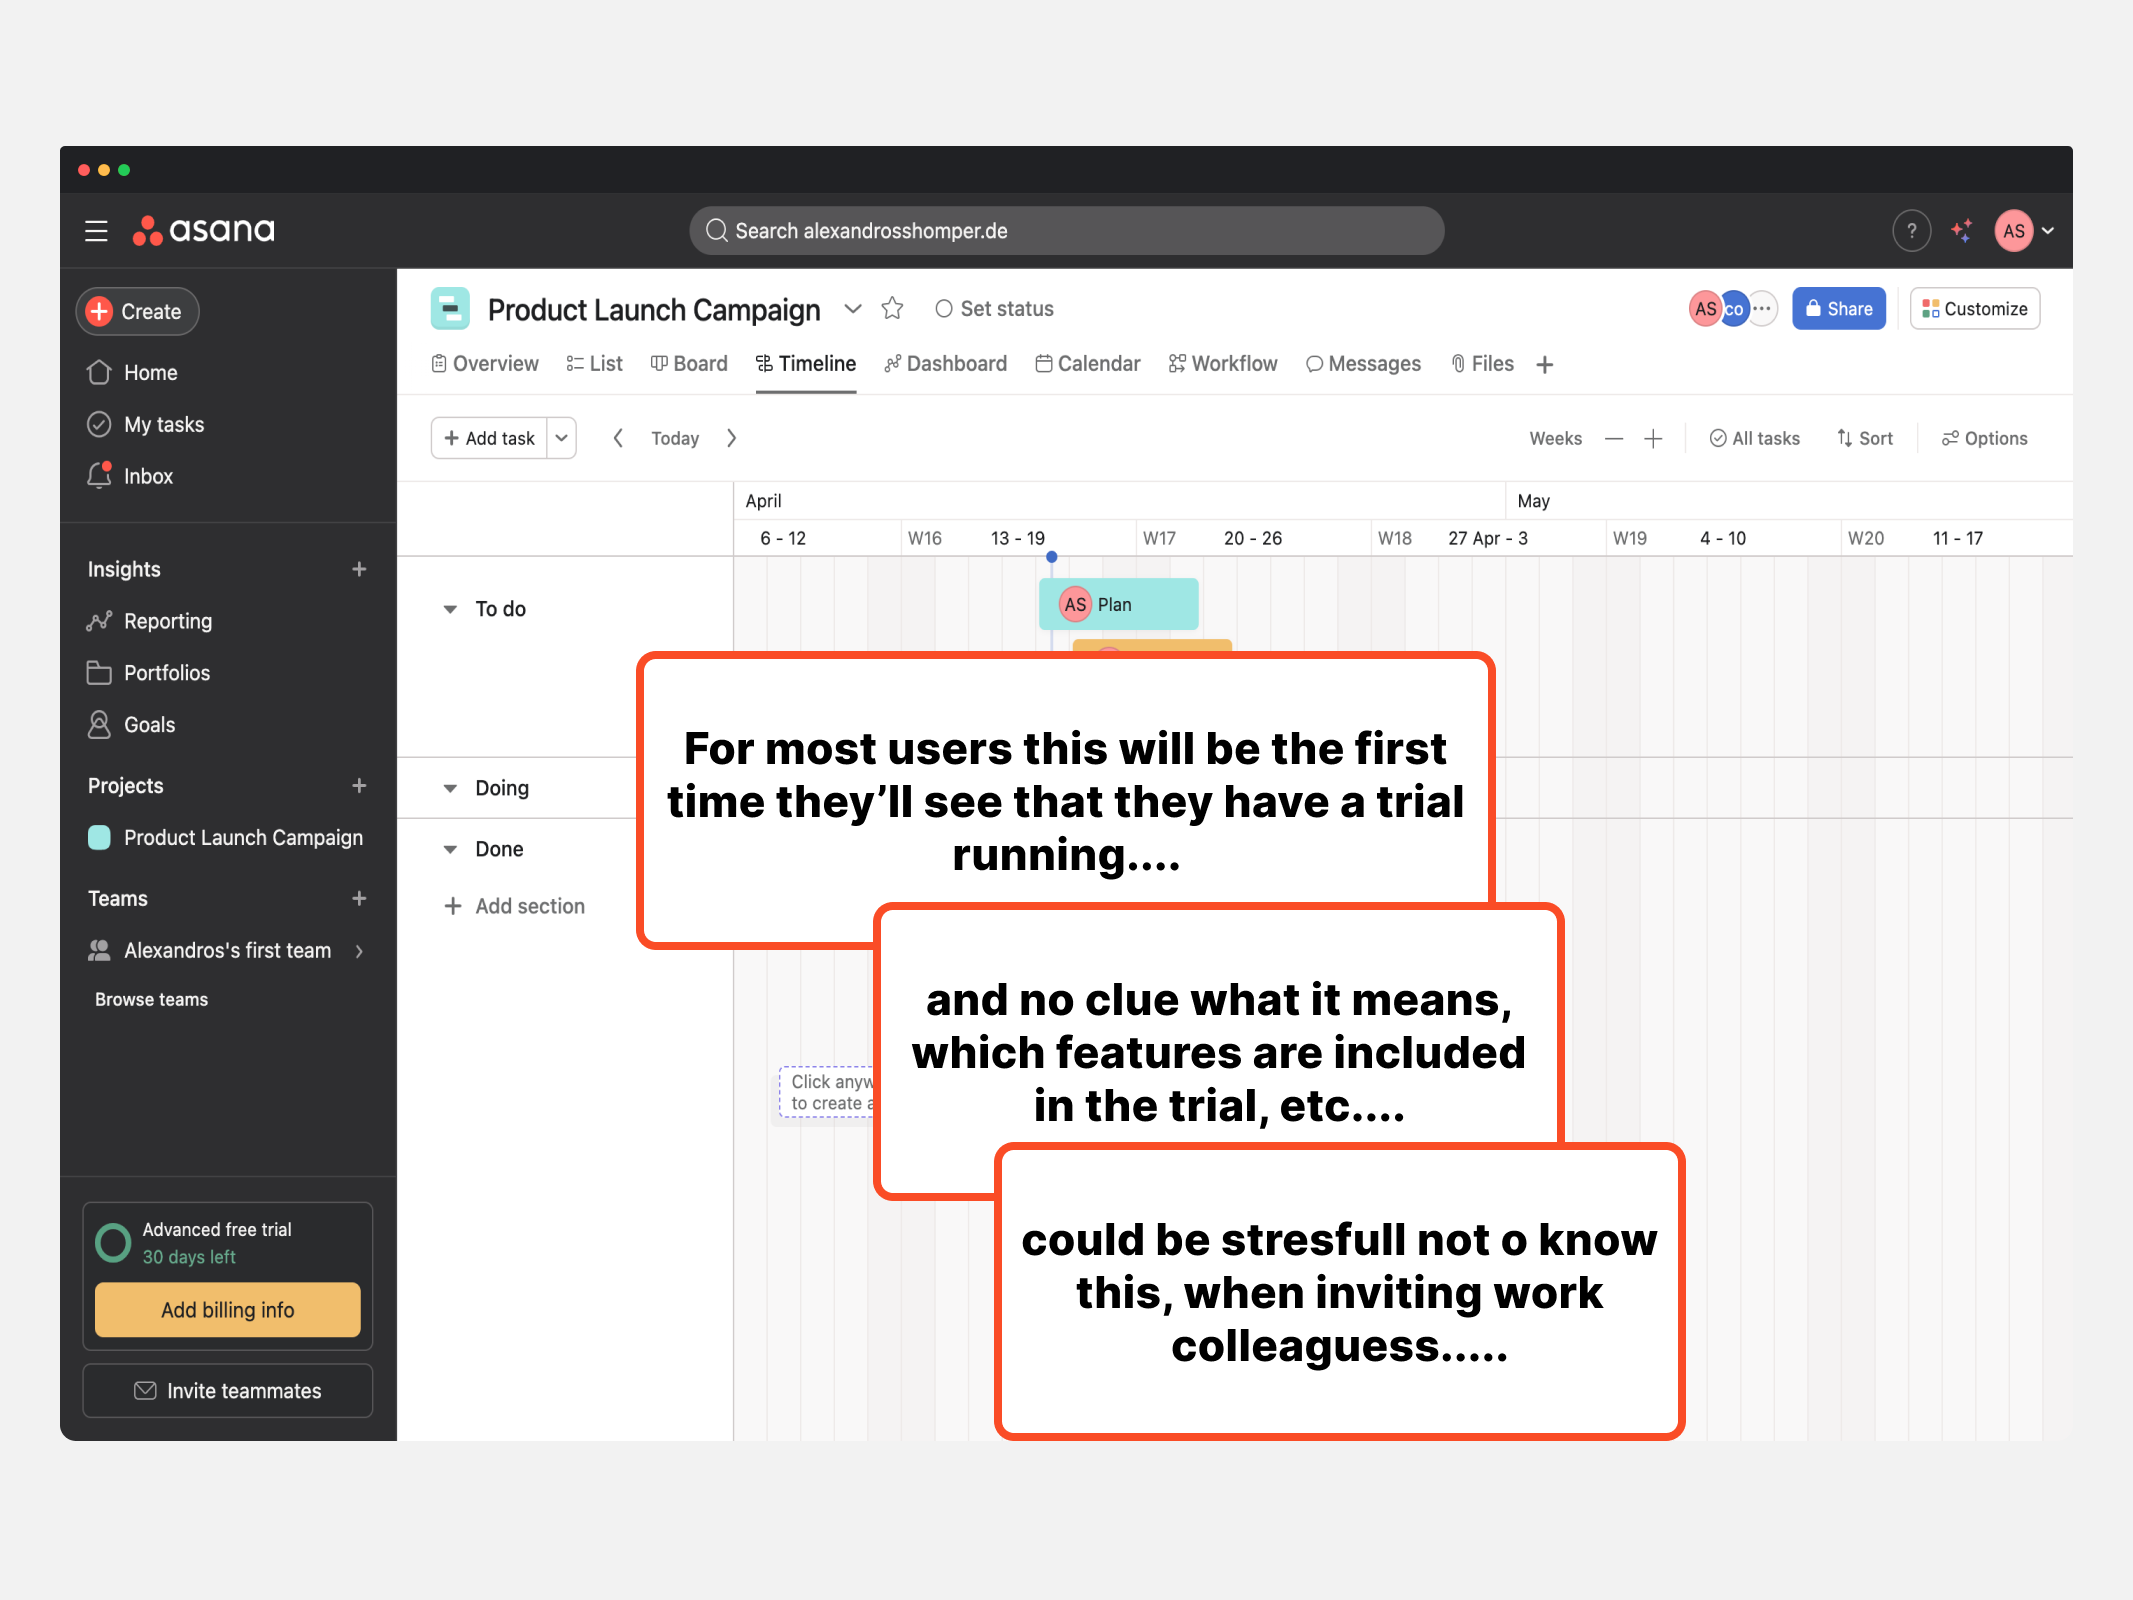 asana
Search alexandrosshomper.de
?
AS
Create
Home
My tasks
Inbox
Insights
Reporting
Portfolios
Goals
Projects
Product Launch Campaign
Teams
Alexandros's first team
Browse teams
Advanced free trial
30 days left
Add billing info
Invite teammates
Product Launch Campaign
Set status
AS
co
Share
Customize
Overview
List
Board
Timeline
Dashboard
Calendar
Workflow
Messages
Files
Add task
Today
Weeks
All tasks
Sort
Options
April
May
6 - 12
W16
13 - 19
W17
20 - 26
W18
27 Apr - 3
W19
4 - 10
W20
11 - 17
To do
AS Plan
Doing
Done
Add section
Click
to create
For most users this will be the first
time they’ll see that they have a trial
running....
and no clue what it means,
which features are included
in the trial, etc....
could be stresfull not o know
this, when inviting work
colleaguess.....